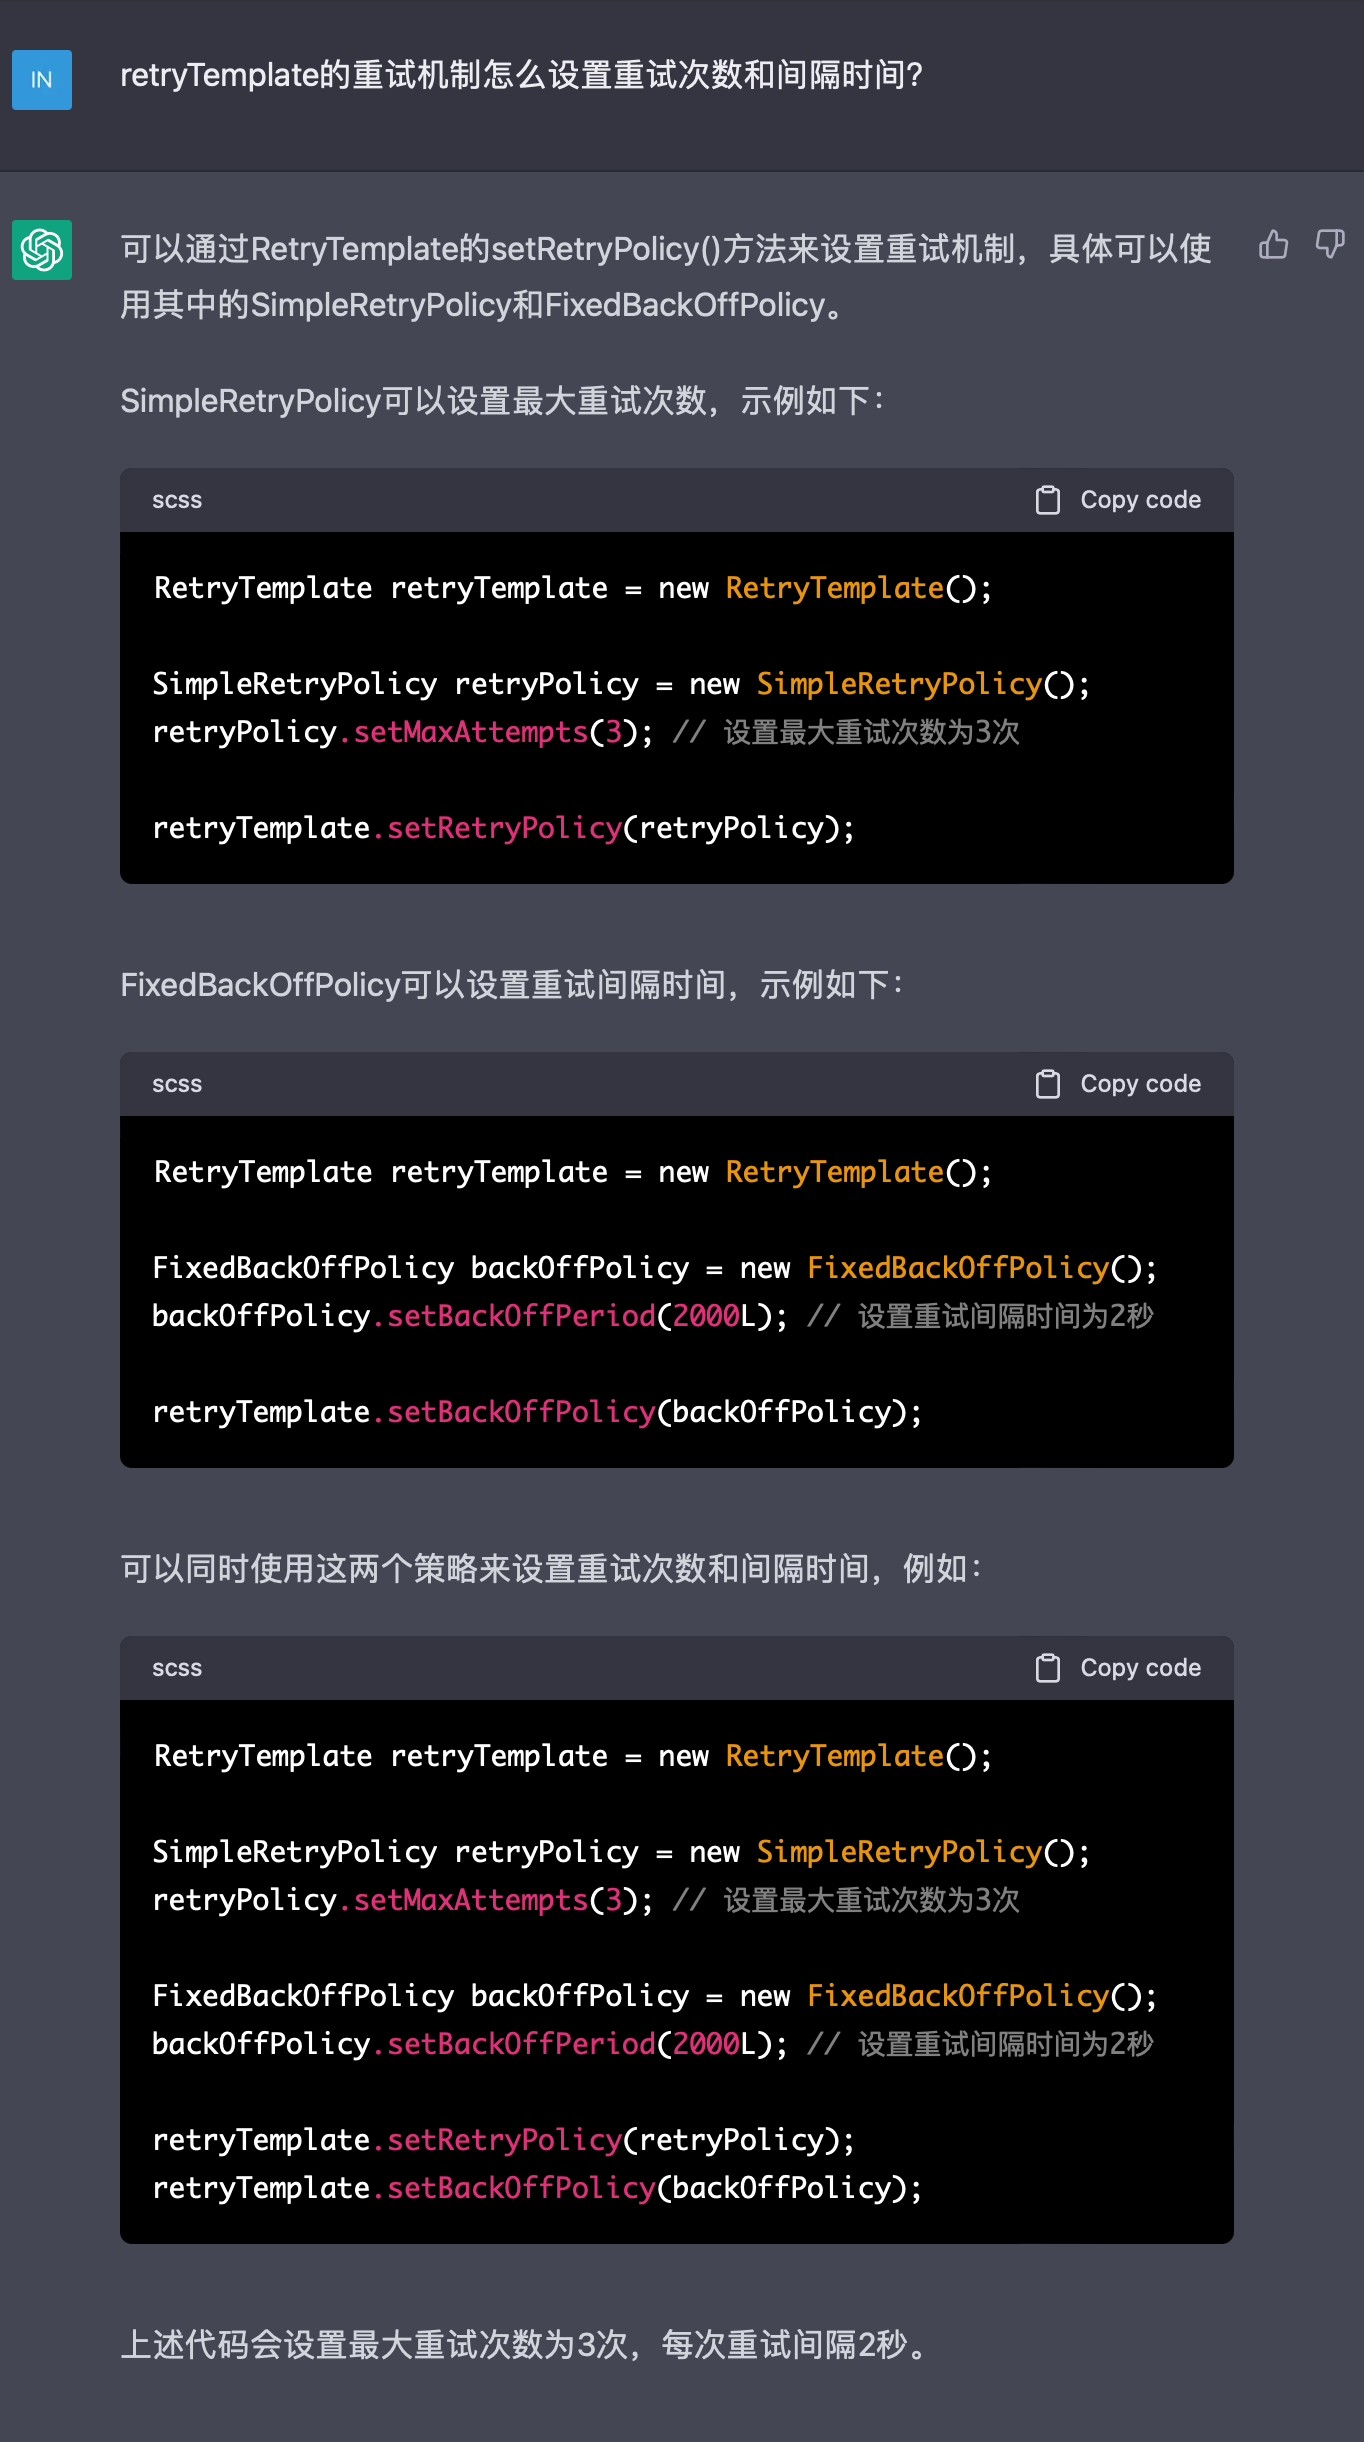 IN
retryTemplate的重试机制怎么设置重试次数和间隔时间?
可以通过RetryTemplate的setRetryPolicy()方法来设置重试机制，具体可以使
用其中的SimpleRetryPolicy和FixedBackOffPolicy。
SimpleRetryPolicy可以设置最大重试次数，示例如下：
scss Copy code
RetryTemplate retryTemplate = new RetryTemplate();
SimpleRetryPolicy retryPolicy = new SimpleRetryPolicy();
retryPolicy.setMaxAttempts(3); // 设置最大重试次数为3次
retryTemplate.setRetryPolicy(retryPolicy);
FixedBackOffPolicy可以设置重试间隔时间，示例如下：
scss Copy code
RetryTemplate retryTemplate = new RetryTemplate();
FixedBackOffPolicy backOffPolicy = new FixedBackOffPolicy();
backOffPolicy.setBackOffPeriod(2000L); // 设置重试间隔时间为2秒
retryTemplate.setBackOffPolicy(backOffPolicy);
可以同时使用这两个策略来设置重试次数和间隔时间，例如：
scss Copy code
RetryTemplate retryTemplate = new RetryTemplate();
SimpleRetryPolicy retryPolicy = new SimpleRetryPolicy();
retryPolicy.setMaxAttempts(3); // 设置最大重试次数为3次
FixedBackOffPolicy backOffPolicy = new FixedBackOffPolicy();
backOffPolicy.setBackOffPeriod(2000L); // 设置重试间隔时间为2秒
retryTemplate.setRetryPolicy(retryPolicy);
retryTemplate.setBackOffPolicy(backOffPolicy);
上述代码会设置最大重试次数为3次，每次重试间隔2秒。